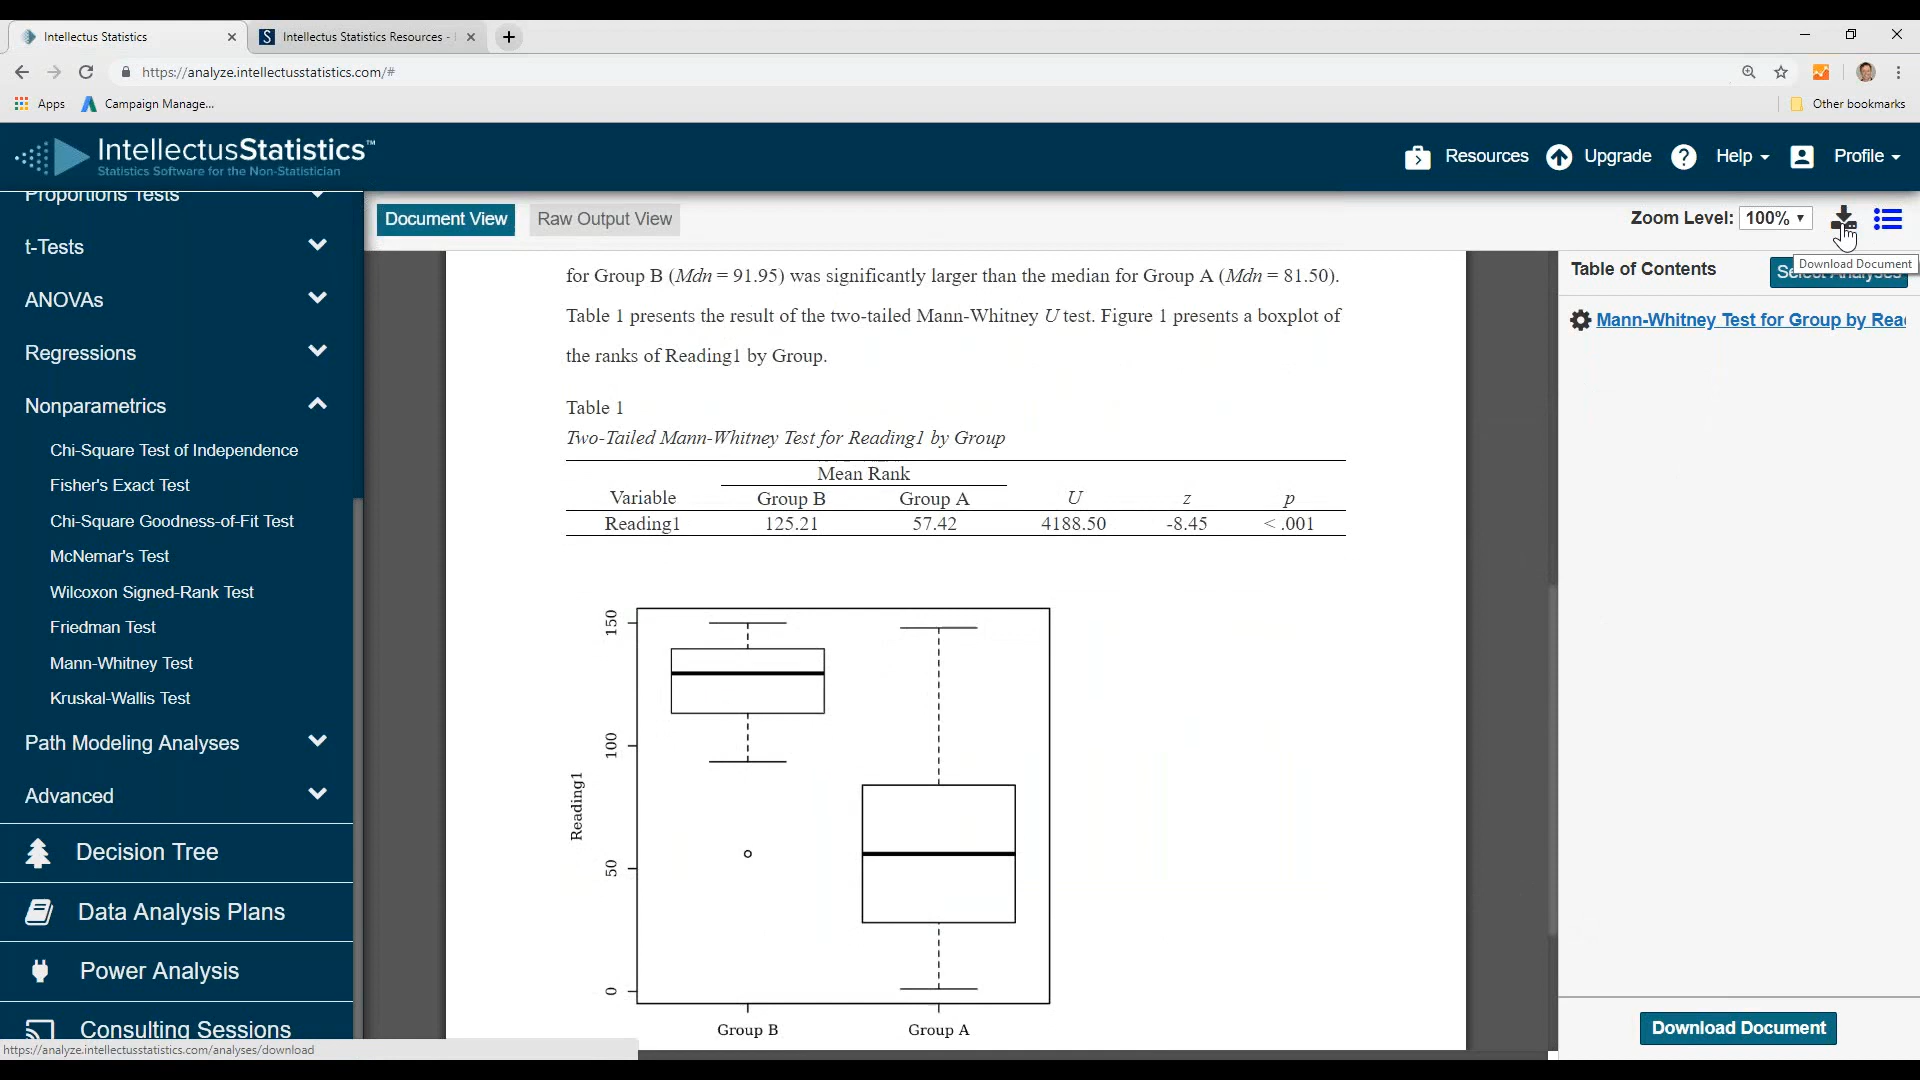 Intellectus Statistics
Intellectus Statistics Resources -
https://analyze.intellectusstatistics.com/#
Apps
Campaign Manage...
Other bookmarks
IntellectusStatistics™
Statistics Software for the Non-Statistician
Resources
Upgrade
Help
Profile
Proportions Tests
t-Tests
ANOVAs
Regressions
Nonparametrics
Chi-Square Test of Independence
Fisher's Exact Test
Chi-Square Goodness-of-Fit Test
McNemar's Test
Wilcoxon Signed-Rank Test
Friedman Test
Mann-Whitney Test
Kruskal-Wallis Test
Path Modeling Analyses
Advanced
Decision Tree
Data Analysis Plans
Power Analysis
Consulting Sessions
https://analyze.intellectusstatistics.com/analyses/download
Document View
Raw Output View
Zoom Level: 100%
Download Document
for Group B (Mdn = 91.95) was significantly larger than the median for Group A (Mdn = 81.50).
Table 1 presents the result of the two-tailed Mann-Whitney U test. Figure 1 presents a boxplot of
the ranks of Reading1 by Group.
Table 1
Two-Tailed Mann-Whitney Test for Reading1 by Group
Mean Rank
Variable Group B Group A U z p
Reading1 125.21 57.42 4188.50 -8.45 < .001
150
100
50
0
Reading1
Group B
Group A
Table of Contents
Select Analyses
Mann-Whitney Test for Group by Rea
Download Document